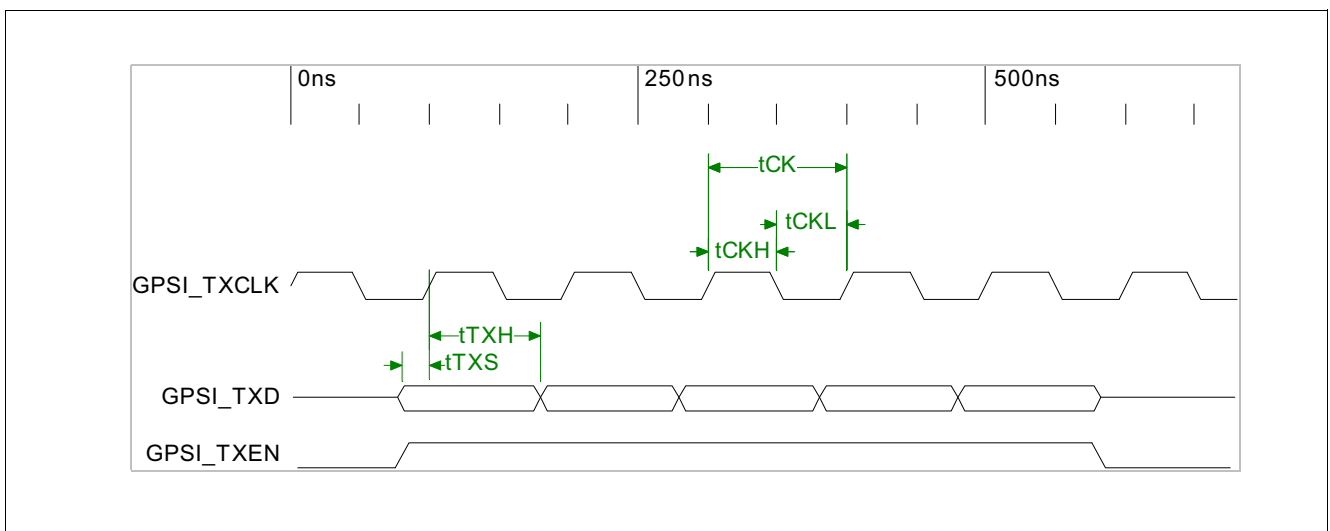 0ns 250ns 500ns
tCK
tCKL
tCKH
GPSI_TXCLK
tTXH
tTXS
GPSI_TXD
GPSI_TXEN